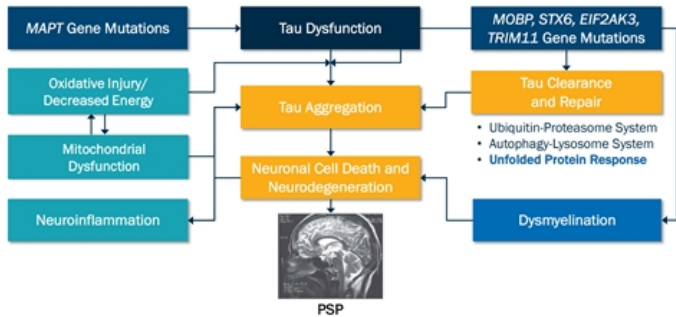 MAPT Gene Mutations
Tau Dysfunction
MOBP, STX6, EIF2AK3,
TRIM11 Gene Mutations
Oxidative Injury/
Decreased Energy
Tau Aggregation
Tau Clearance
and Repair
• Ubiquitin-Proteasome System
• Autophagy-Lysosome System
• Unfolded Protein Response
Mitochondrial
Dysfunction
Neuronal Cell Death and
Neurodegeneration
Neuroinflammation
Dysmyelination
PSP